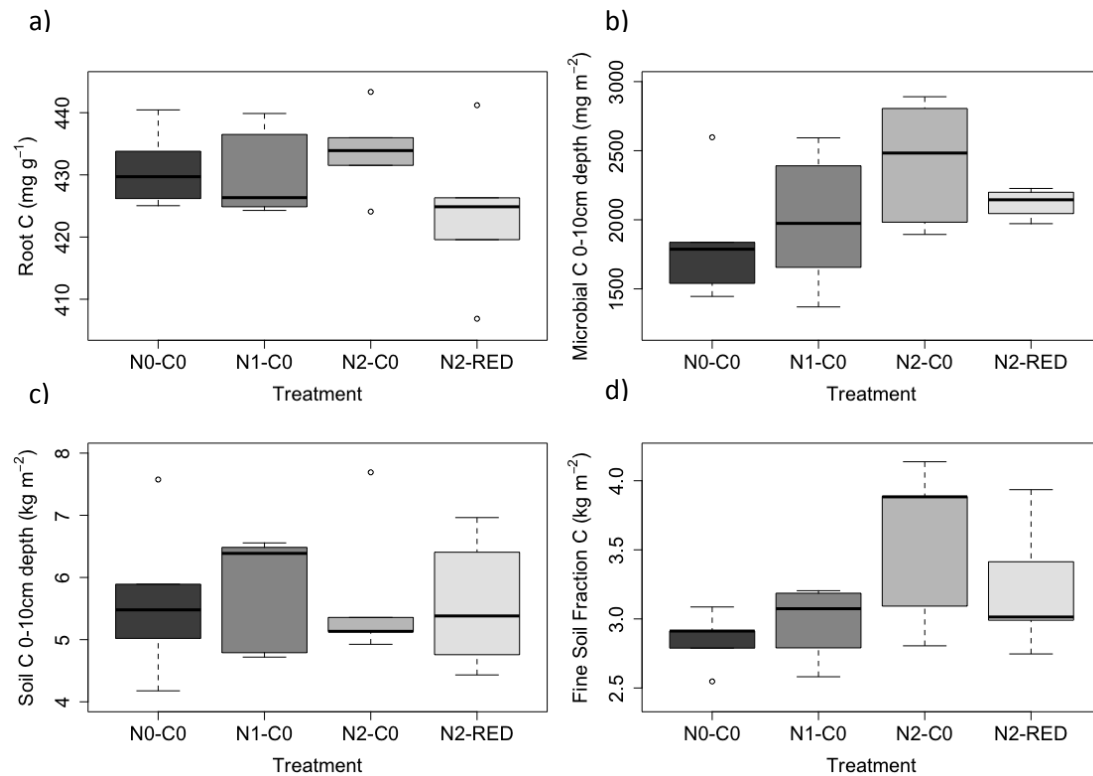 a)
Root C (mg g⁻¹)
440
430
420
410
N0-C0 N1-C0 N2-C0 N2-RED
Treatment
b)
Microbial C 0-10cm depth (mg m⁻²)
3000
2500
2000
1500
N0-C0 N1-C0 N2-C0 N2-RED
Treatment
c)
Soil C 0-10cm depth (kg m⁻²)
8
7
6
5
4
N0-C0 N1-C0 N2-C0 N2-RED
Treatment
d)
Fine Soil Fraction C (kg m⁻²)
4.0
3.5
3.0
2.5
N0-C0 N1-C0 N2-C0 N2-RED
Treatment